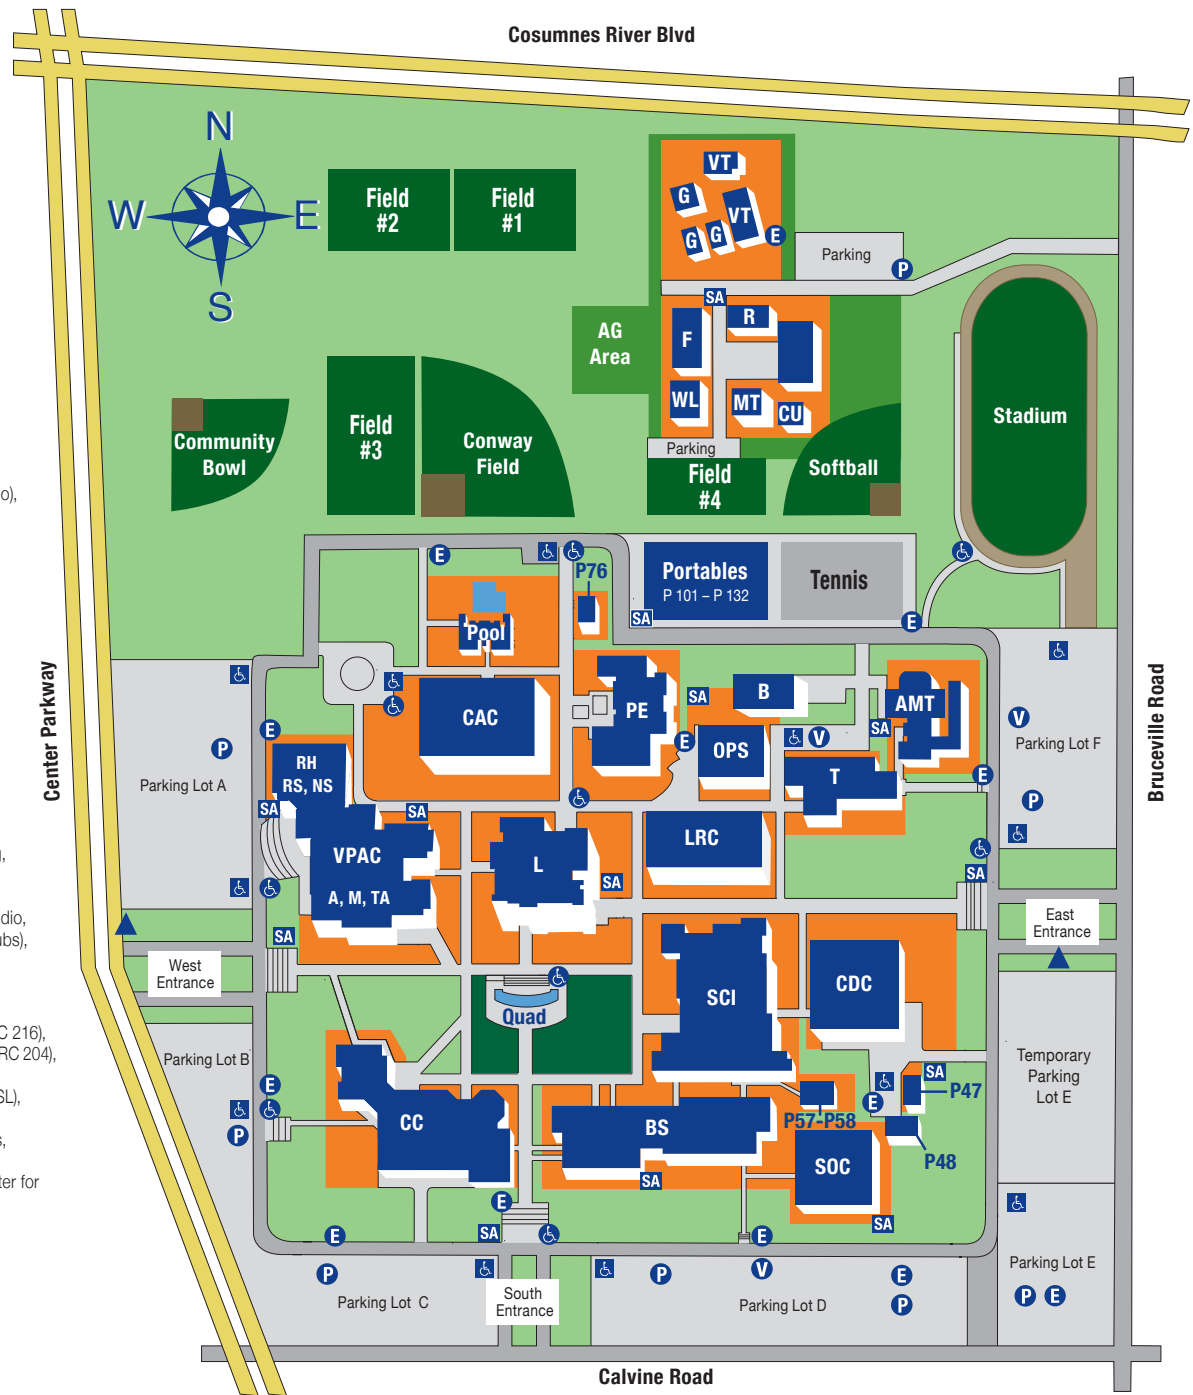 Cosumnes River Blvd
N
W
E
S
Field
#2
Field
#1
VT
G
VT
G
G
E
Parking
P
SA
AG
Area
F
R
WL
MT
CU
Parking
Stadium
Community
Bowl
Field
#3
Conway
Field
Field
#4
Softball
o),
E
P76
Portables
P 101 – P 132
Tennis
SA
E
Pool
Center Parkway
Bruceville Road
CAC
PE
SA
B
AMT
SA
V
Parking Lot F
E
P
Parking Lot A
RH
RS, NS
E
OPS
V
T
E
P
SA
SA
VPAC
A, M, TA
L
SA
LRC
SA
g,
dio,
ubs),
SA
East
Entrance
West
Entrance
Quad
SCI
CDC
C 216),
RC 204),
Parking Lot B
Temporary
Parking
Lot E
SL),
E
SA
P47
E
P
s,
CC
BS
P57-P58
P48
SOC
ter for
SA
E
SA
SA
E
E
P
Parking Lot C
South
Entrance
P
V
Parking Lot D
E
P
Parking Lot E
P
E
Calvine Road